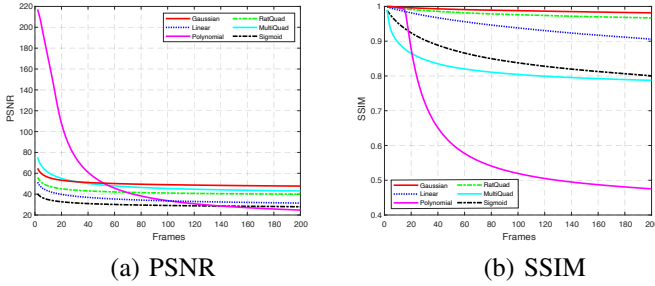 220
200
180
160
140
120
100
80
60
40
20
PSNR
Gaussian
Linear
Polynomial
RatQuad
MultiQuad
Sigmoid
0 20 40 60 80 100 120 140 160 180 200
Frames
(a) PSNR
1
0.9
0.8
0.7
0.6
0.5
0.4
SSIM
Gaussian
Linear
Polynomial
RatQuad
MultiQuad
Sigmoid
0 20 40 60 80 100 120 140 160 180 200
Frames
(b) SSIM